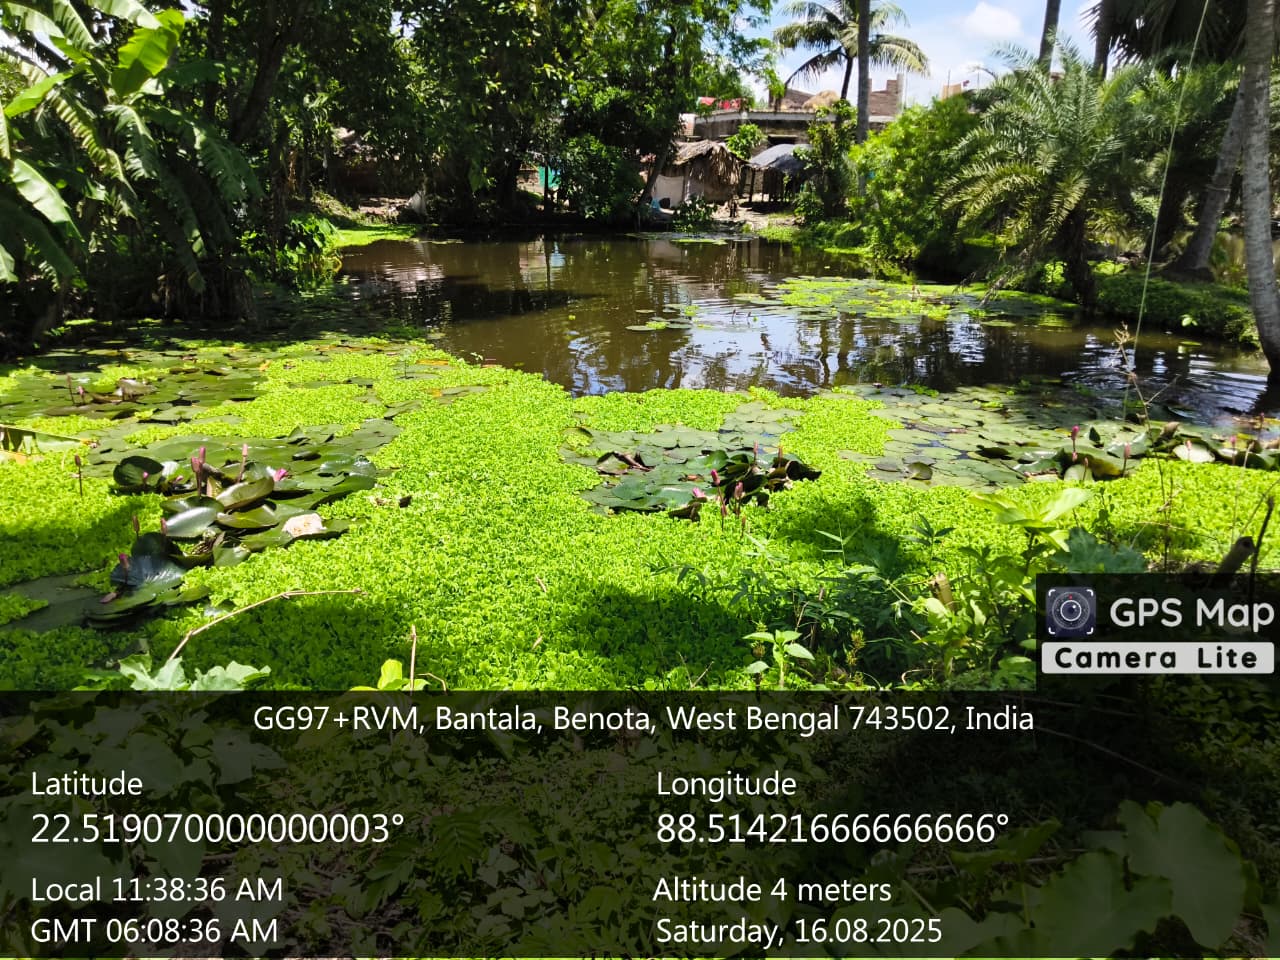 GPS Map
Camera Lite
GG97+RVM, Bantala, Benota, West Bengal 743502, India
Latitude
22.519070000000003°
Longitude
88.51421666666666°
Local 11:38:36 AM
GMT 06:08:36 AM
Altitude 4 meters
Saturday, 16.08.2025